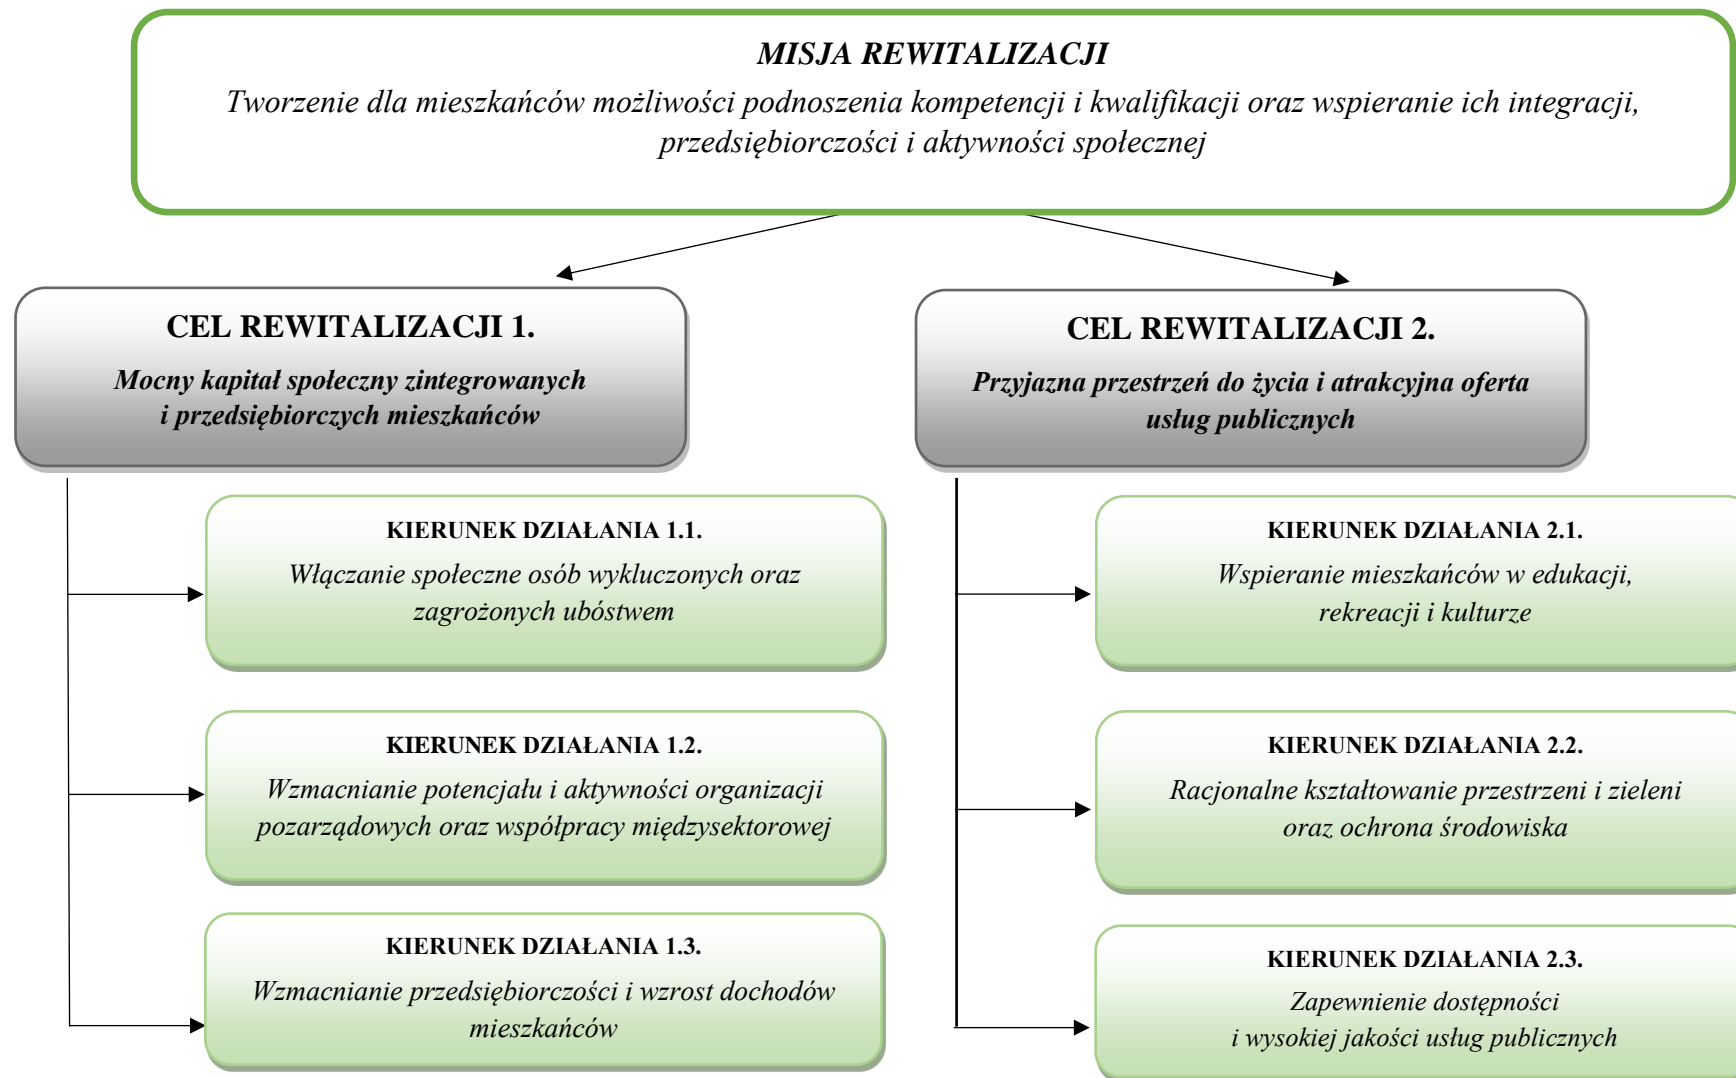 MISJA REWITALIZACJI
Tworzenie dla mieszkańców możliwości podnoszenia kompetencji i kwalifikacji oraz wspieranie ich integracji,
przedsiębiorczości i aktywności społecznej
CEL REWITALIZACJI 1.
Mocny kapitał społeczny zintegrowanych
i przedsiębiorczych mieszkańców
KIERUNEK DZIAŁANIA 1.1.
Włączanie społeczne osób wykluczonych oraz
zagrożonych ubóstwem
KIERUNEK DZIAŁANIA 1.2.
Wzmacnianie potencjału i aktywności organizacji
pozarządowych oraz współpracy międzysektorowej
KIERUNEK DZIAŁANIA 1.3.
Wzmacnianie przedsiębiorczości i wzrost dochodów
mieszkańców
CEL REWITALIZACJI 2.
Przyjazna przestrzeń do życia i atrakcyjna oferta
usług publicznych
KIERUNEK DZIAŁANIA 2.1.
Wspieranie mieszkańców w edukacji,
rekreacji i kulturze
KIERUNEK DZIAŁANIA 2.2.
Racjonalne kształtowanie przestrzeni i zieleni
oraz ochrona środowiska
KIERUNEK DZIAŁANIA 2.3.
Zapewnienie dostępności
i wysokiej jakości usług publicznych